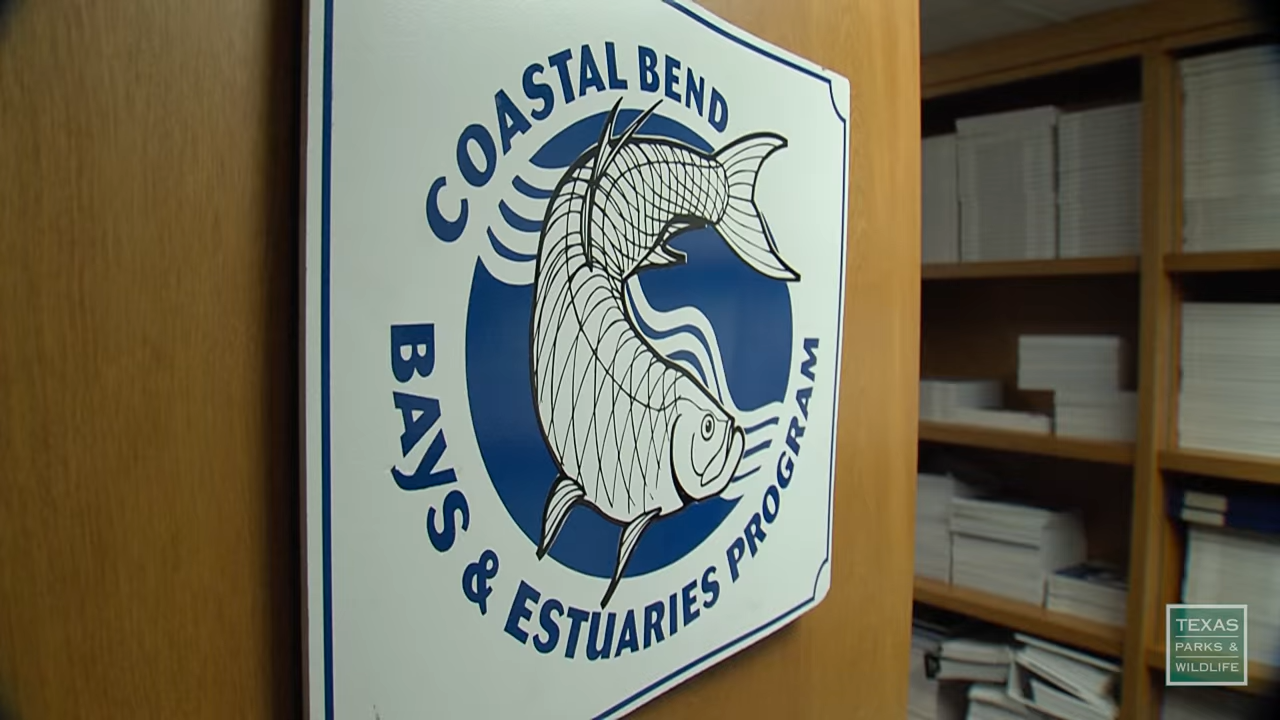 COASTAL BEND
BAYS & ESTUARIES PROGRAM
TEXAS
PARKS &
WILDLIFE